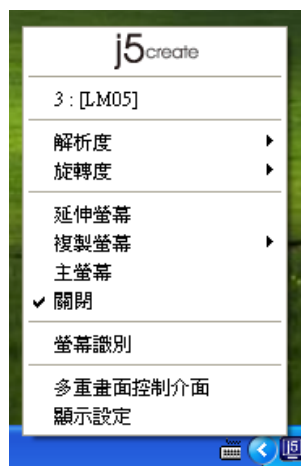 j5create
3 : [LM05]
解析度
旋轉度
延伸螢幕
複製螢幕
主螢幕
關閉
螢幕識別
多重畫面控制介面
顯示設定
j5